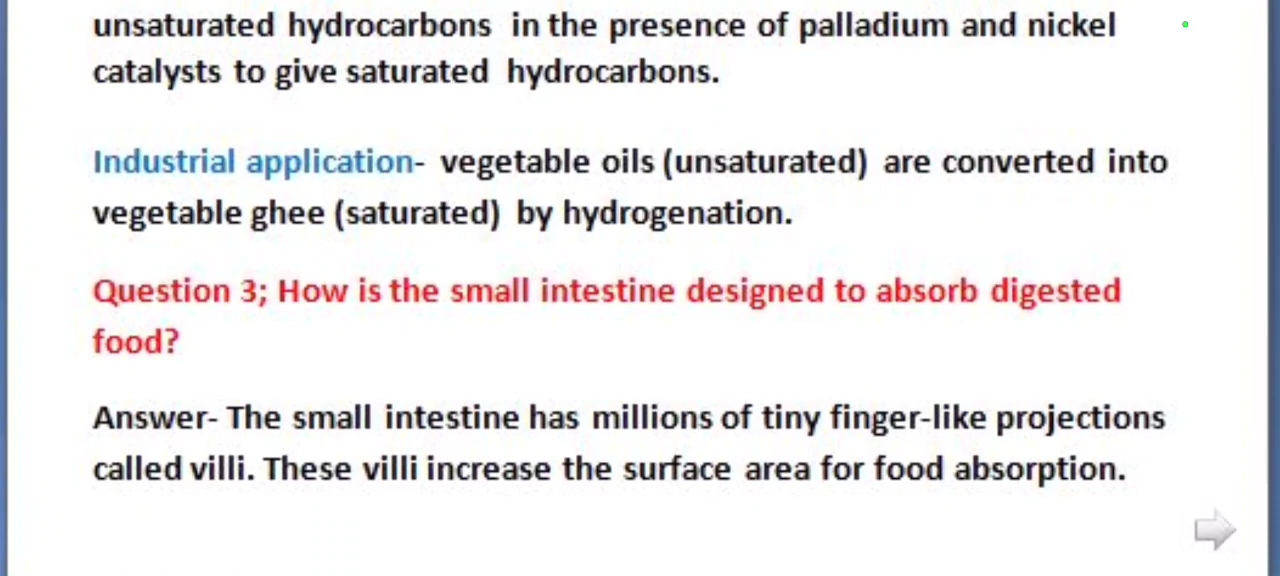 unsaturated hydrocarbons in the presence of palladium and nickel
catalysts to give saturated hydrocarbons.
Industrial application- vegetable oils (unsaturated) are converted into
vegetable ghee (saturated) by hydrogenation.
Question 3; How is the small intestine designed to absorb digested
food?
Answer- The small intestine has millions of tiny finger-like projections
called villi. These villi increase the surface area for food absorption.